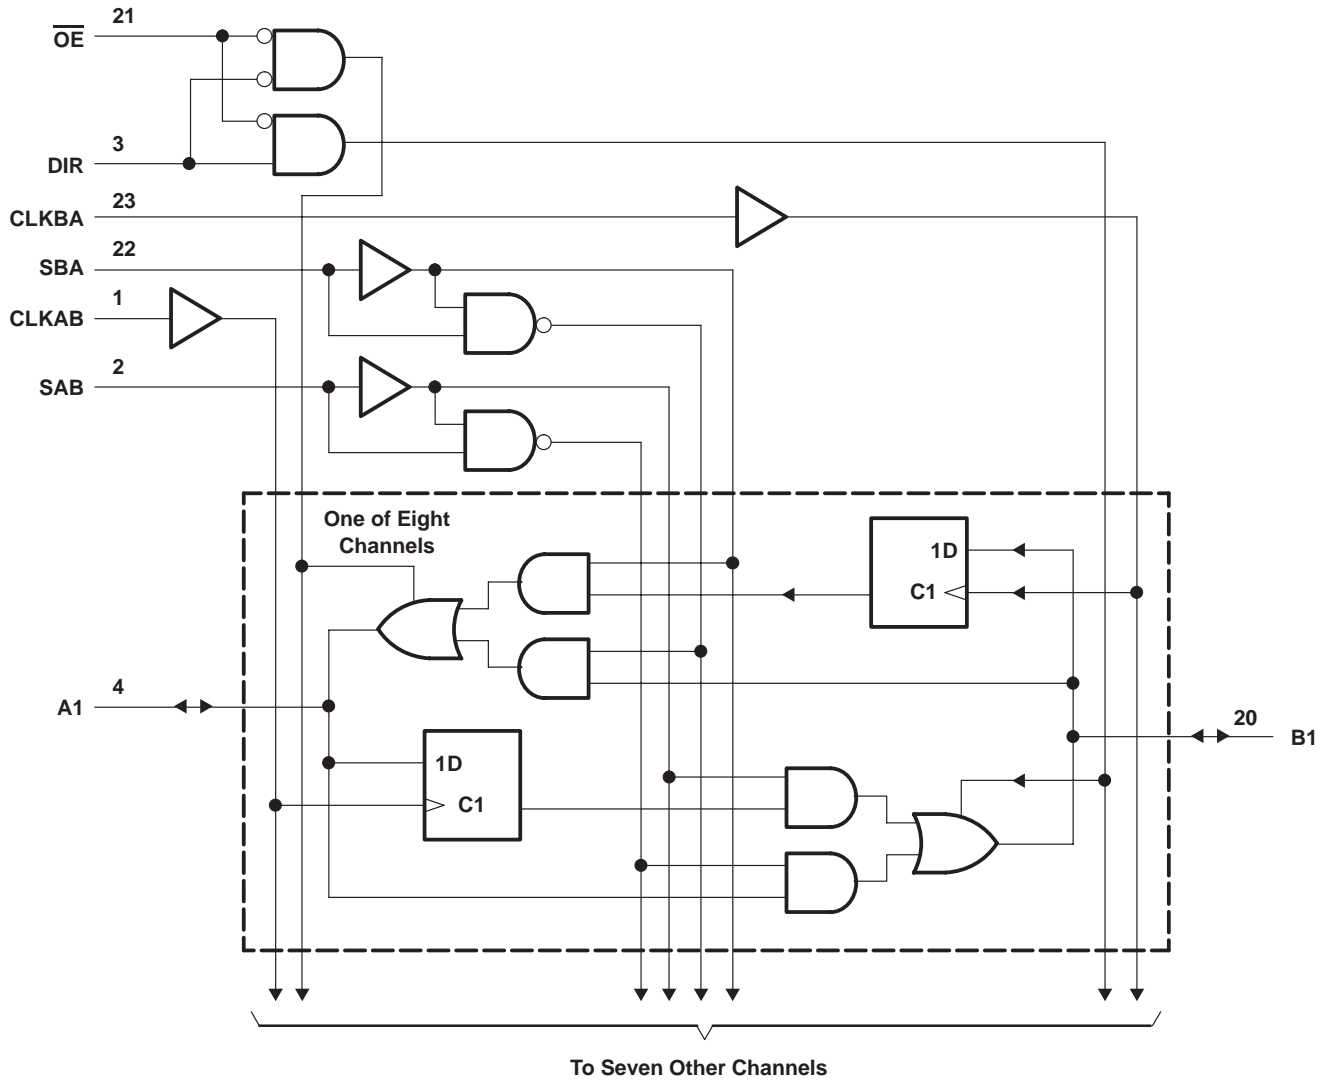 21
O̅E̅
3
DIR
23
CLKBA
22
SBA
1
CLKAB
2
SAB
One of Eight
Channels
1D
C1
4
A1
1D
C1
20
B1
To Seven Other Channels